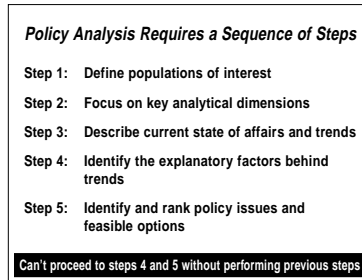 Policy Analysis Requires a Sequence of Steps
Step 1: Define populations of interest
Step 2: Focus on key analytical dimensions
Step 3: Describe current state of affairs and trends
Step 4: Identify the explanatory factors behind
trends
Step 5: Identify and rank policy issues and
feasible options
Can't proceed to steps 4 and 5 without performing previous steps